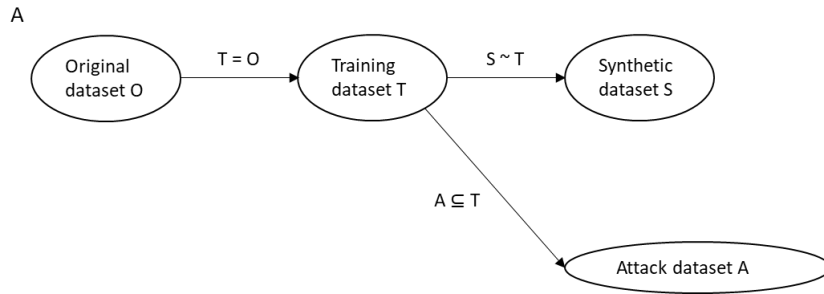 A
Original
dataset O
T = O
Training
dataset T
S ~ T
Synthetic
dataset S
A ⊆ T
Attack dataset A